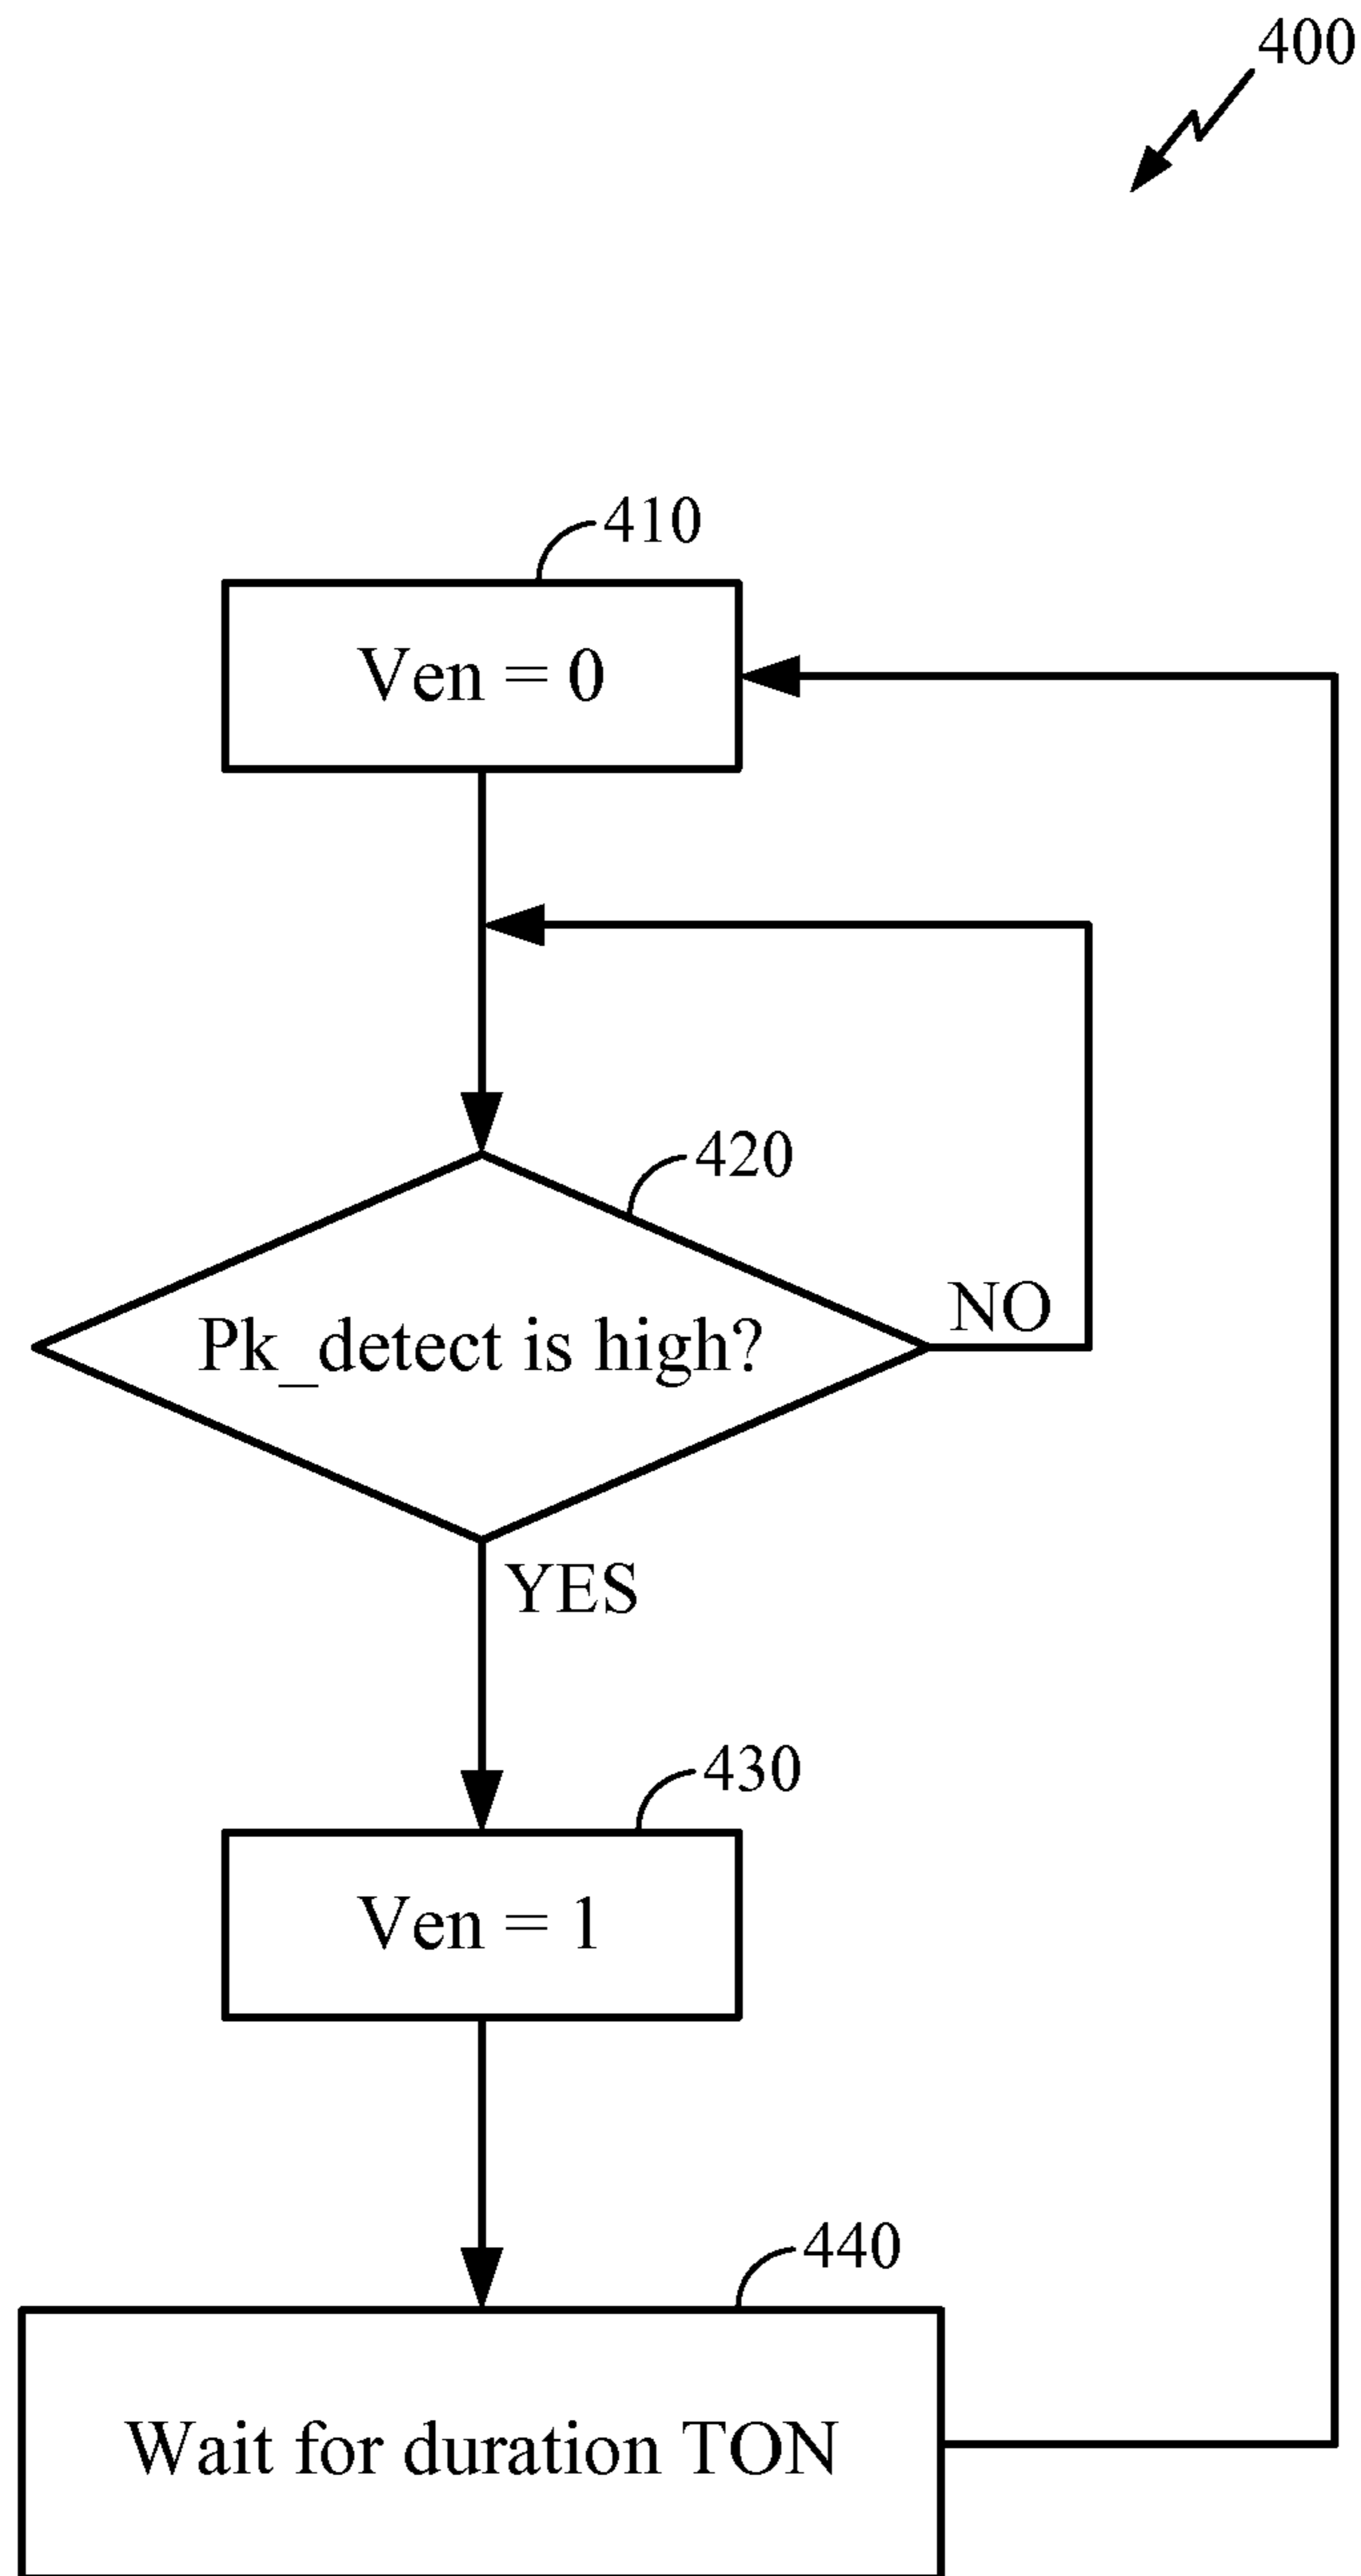 400
410
Ven = 0
420
Pk_detect is high?
NO
YES
430
Ven = 1
440
Wait for duration TON